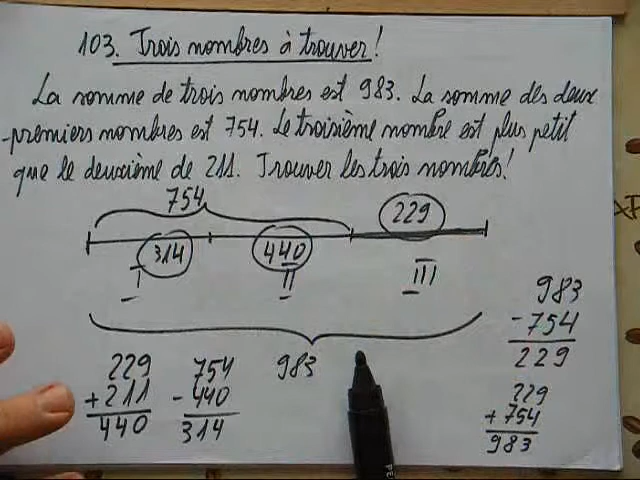 103. Trois nombres à trouver!
La somme de trois nombres est 983. La somme des deux
premiers nombres est 754. Le troisième nombre est plus petit
que le deuxième de 211. Trouver les trois nombres!
754
314 440 229
I II III
983
983
- 754
229
229
+ 211
440
754
- 440
314
229
+ 754
983